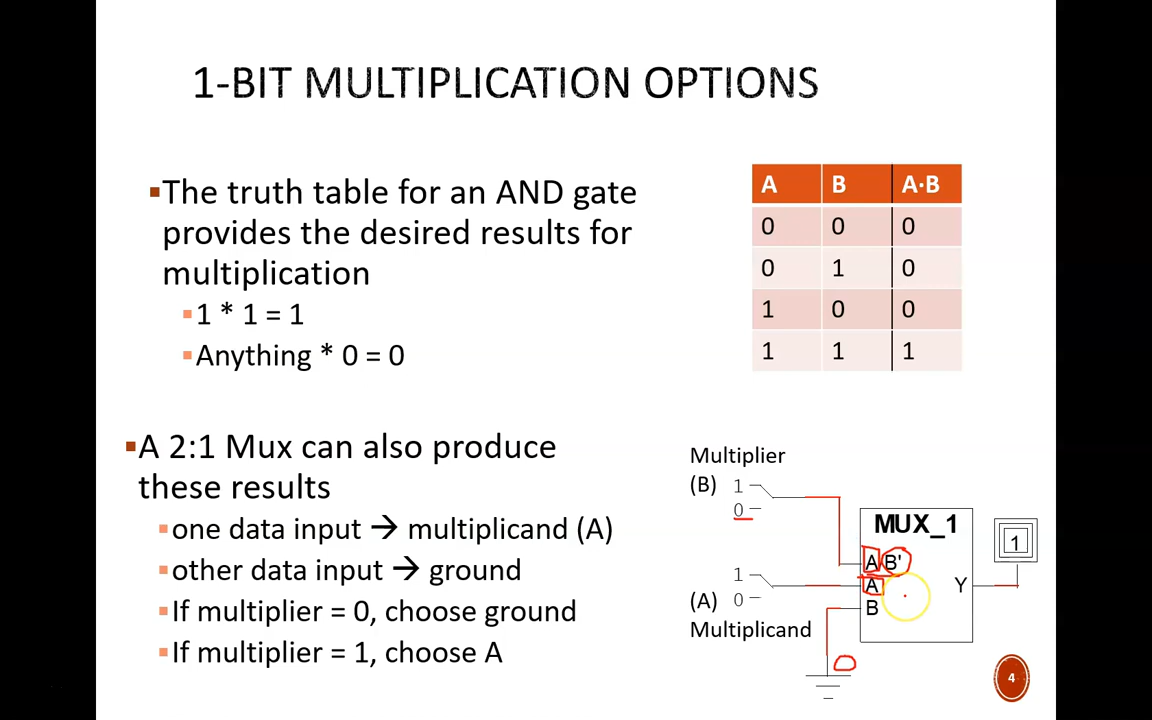 1-BIT MULTIPLICATION OPTIONS
▪The truth table for an AND gate
provides the desired results for
multiplication
▪1 * 1 = 1
▪Anything * 0 = 0
A B A·B
0 0 0
0 1 0
1 0 0
1 1 1
▪A 2:1 Mux can also produce
these results
▪one data input → multiplicand (A)
▪other data input → ground
▪If multiplier = 0, choose ground
▪If multiplier = 1, choose A
Multiplier
(B) 1
0
MUX_1
1
A B'
1
A
Y
(A) 0
B
Multiplicand
0
4